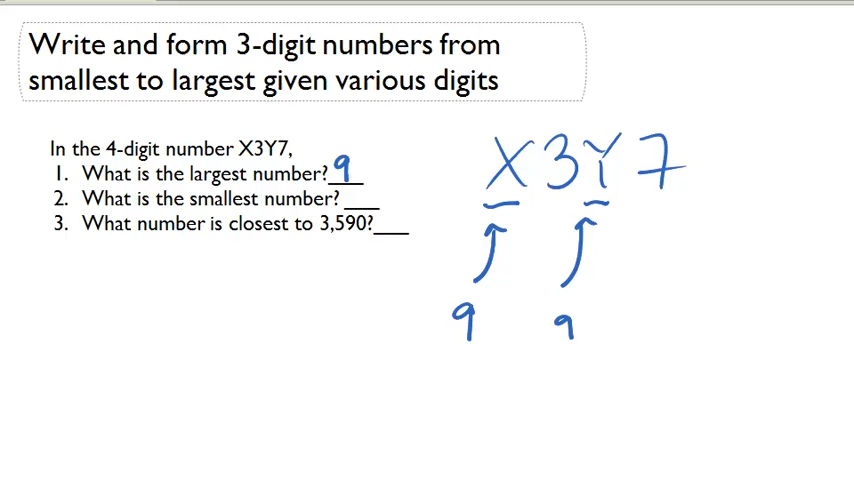 Write and form 3-digit numbers from
smallest to largest given various digits
In the 4-digit number X3Y7,
1. What is the largest number? 9
2. What is the smallest number? ___
3. What number is closest to 3,590?___
X3Y7
9 9